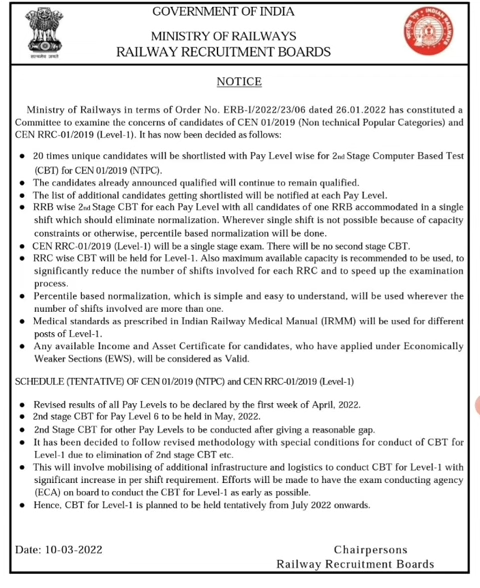 GOVERNMENT OF INDIA
MINISTRY OF RAILWAYS
RAILWAY RECRUITMENT BOARDS
NOTICE
Ministry of Railways in terms of Order No. ERB-I/2022/23/06 dated 26.01.2022 has constituted a
Committee to examine the concerns of candidates of CEN 01/2019 (Non technical Popular Categories) and
CEN RRC-01/2019 (Level-1). It has now been decided as follows:
● 20 times unique candidates will be shortlisted with Pay Level wise for 2nd Stage Computer Based Test
(CBT) for CEN 01/2019 (NTPC).
● The candidates already announced qualified will continue to remain qualified.
● The list of additional candidates getting shortlisted will be notified at each Pay Level.
● RRB wise 2nd Stage CBT for each Pay Level with all candidates of one RRB accommodated in a single
shift which should eliminate normalization. Wherever single shift is not possible because of capacity
constraints or otherwise, percentile based normalization will be done.
● CEN RRC-01/2019 (Level-1) will be a single stage exam. There will be no second stage CBT.
● RRC wise CBT will be held for Level-1. Also maximum available capacity is recommended to be used, to
significantly reduce the number of shifts involved for each RRC and to speed up the examination
process.
● Percentile based normalization, which is simple and easy to understand, will be used wherever the
number of shifts involved are more than one.
● Medical standards as prescribed in Indian Railway Medical Manual (IRMM) will be used for different
posts of Level-1.
● Any available Income and Asset Certificate for candidates, who have applied under Economically
Weaker Sections (EWS), will be considered as Valid.
SCHEDULE (TENTATIVE) OF CEN 01/2019 (NTPC) and CEN RRC-01/2019 (Level-1)
● Revised results of all Pay Levels to be declared by the first week of April, 2022.
● 2nd stage CBT for Pay Level 6 to be held in May, 2022.
● 2nd Stage CBT for other Pay Levels to be conducted after giving a reasonable gap.
● It has been decided to follow revised methodology with special conditions for conduct of CBT for
Level-1 due to elimination of 2nd stage CBT etc.
● This will involve mobilising of additional infrastructure and logistics to conduct CBT for Level-1 with
significant increase in per shift requirement. Efforts will be made to have the exam conducting agency
(ECA) on board to conduct the CBT for Level-1 as early as possible.
● Hence, CBT for Level-1 is planned to be held tentatively from July 2022 onwards.
Date: 10-03-2022
Chairpersons
Railway Recruitment Boards